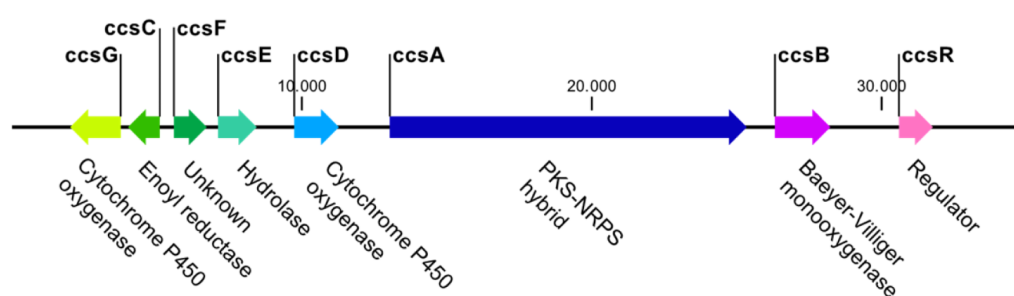 ccsC
ccsF
ccsG
ccsE
ccsD
ccsA
ccsB
ccsR
10.000
20.000
30.000
Cytochrome P450
oxygenase
Enoyl reductase
Unknown
Hydrolase
Cytochrome P450
oxygenase
PKS-NRPS
hybrid
Baeyer-Villiger
monooxygenase
Regulator